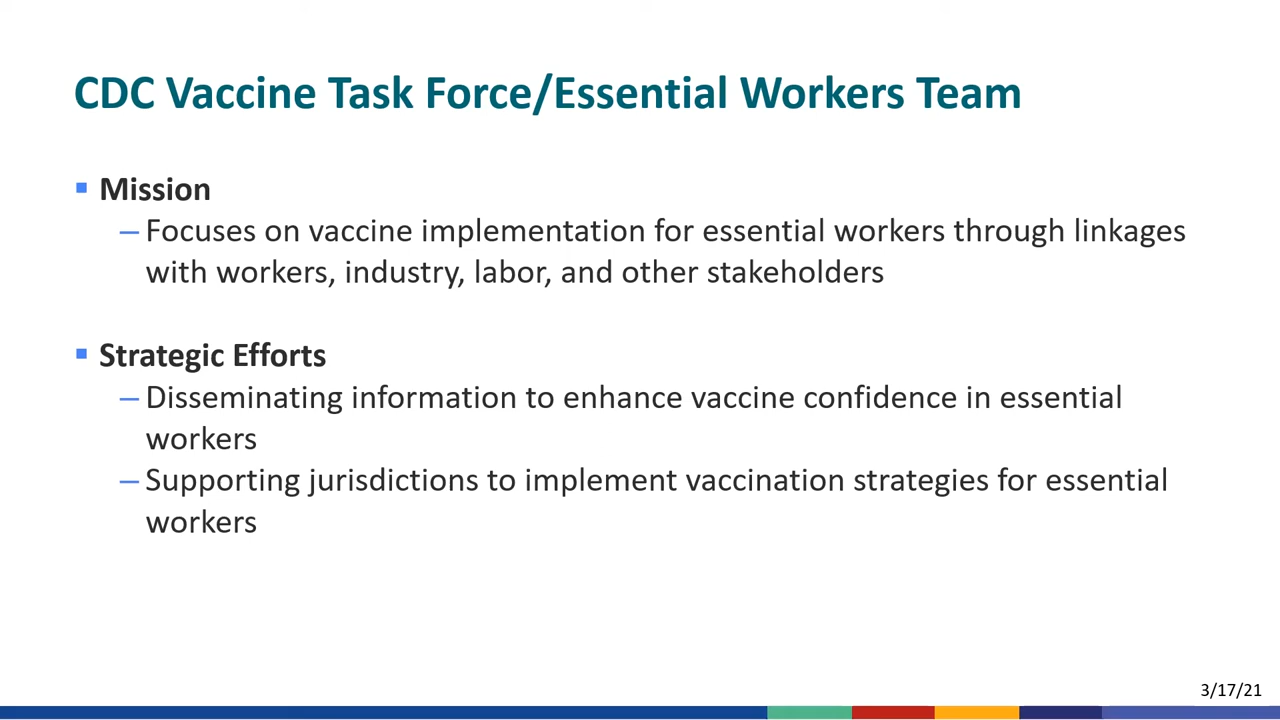 CDC Vaccine Task Force/Essential Workers Team
▪ Mission
– Focuses on vaccine implementation for essential workers through linkages
with workers, industry, labor, and other stakeholders
▪ Strategic Efforts
– Disseminating information to enhance vaccine confidence in essential
workers
– Supporting jurisdictions to implement vaccination strategies for essential
workers
3/17/21